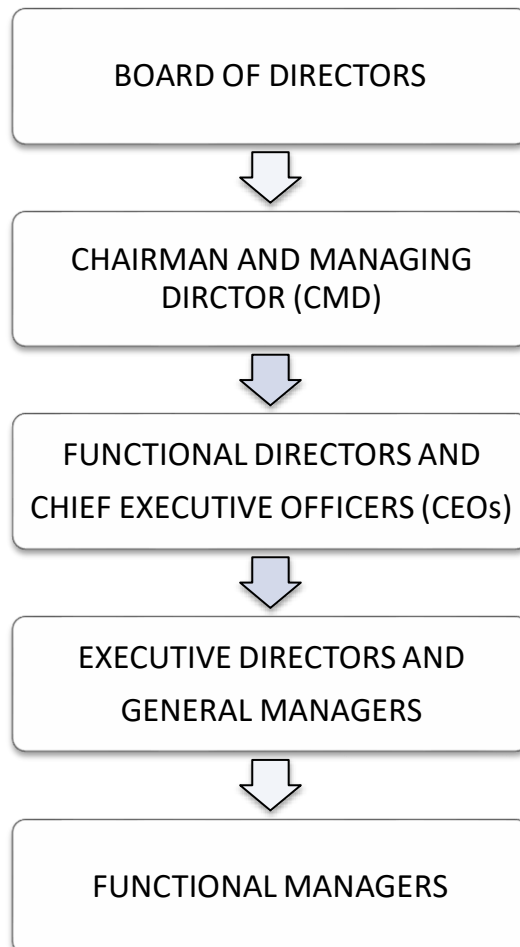 BOARD OF DIRECTORS
CHAIRMAN AND MANAGING
DIRCTOR (CMD)
FUNCTIONAL DIRECTORS AND
CHIEF EXECUTIVE OFFICERS (CEOs)
EXECUTIVE DIRECTORS AND
GENERAL MANAGERS
FUNCTIONAL MANAGERS